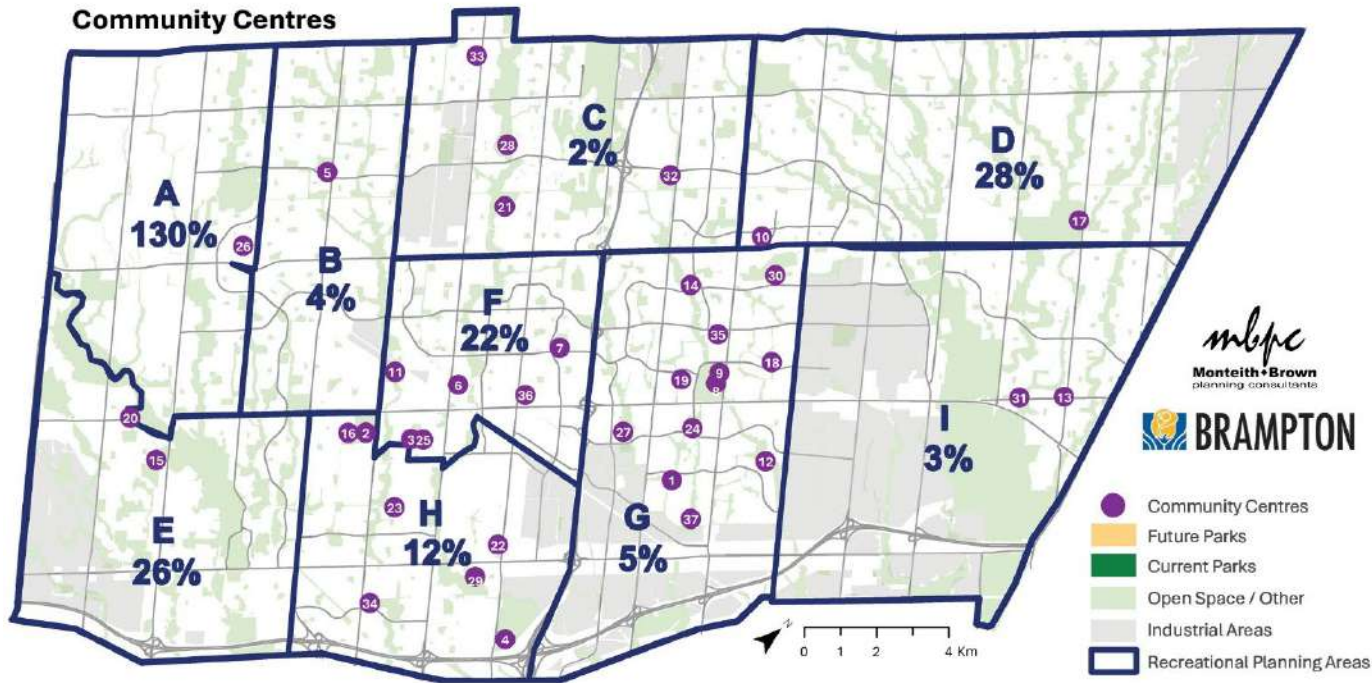 Community Centres
33
C
2%
28
32
21
5
A
130%
26
B
4%
D
28%
17
10
30
14
F
22%
7
35
18
9
8
19
11
6
36
31
13
I
3%
20
16
2
3
25
27
24
12
15
1
23
H
12%
G
5%
37
E
26%
22
29
34
4
mbpc
Monteith+Brown
planning consultants
BRAMPTON
Community Centres
Future Parks
Current Parks
Open Space / Other
Industrial Areas
Recreational Planning Areas
N
0 1 2 4 Km